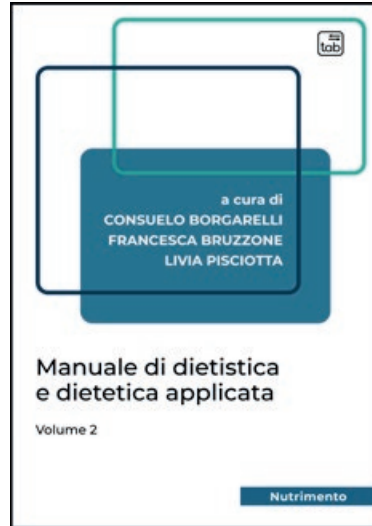 tab
a cura di
CONSUELO BORGARELLI
FRANCESCA BRUZZONE
LIVIA PISCIOTTA
Manuale di dietistica
e dietetica applicata
Volume 2
Nutrimento